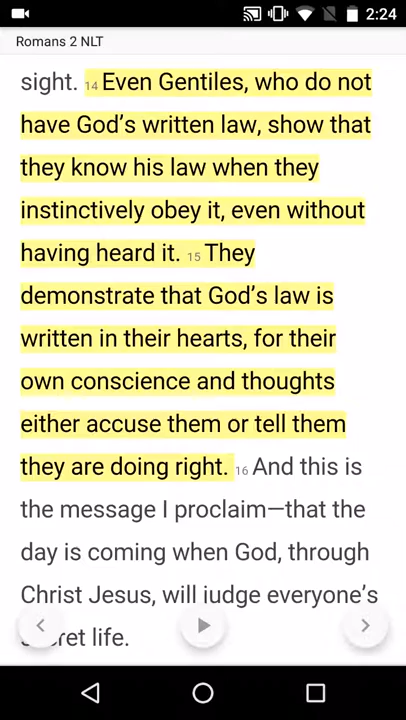 2:24
Romans 2 NLT
sight. 14 Even Gentiles, who do not
have God’s written law, show that
they know his law when they
instinctively obey it, even without
having heard it. 15 They
demonstrate that God’s law is
written in their hearts, for their
own conscience and thoughts
either accuse them or tell them
they are doing right. 16 And this is
the message I proclaim—that the
day is coming when God, through
Christ Jesus, will judge everyone’s
life.